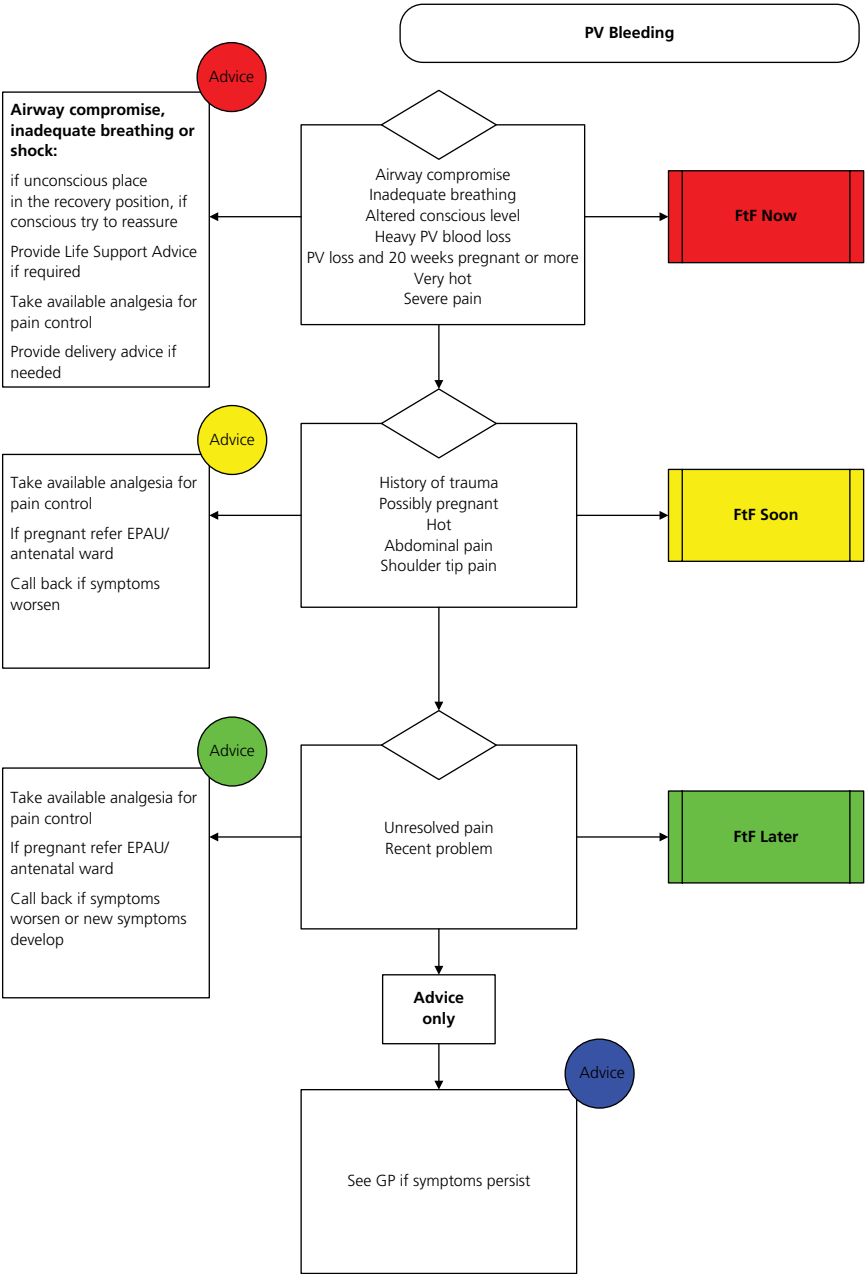 PV Bleeding
Advice
Airway compromise,
inadequate breathing or
shock:
if unconscious place
in the recovery position, if
conscious try to reassure
Provide Life Support Advice
if required
Take available analgesia for
pain control
Provide delivery advice if
needed
Airway compromise
Inadequate breathing
Altered conscious level
Heavy PV blood loss
PV loss and 20 weeks pregnant or more
Very hot
Severe pain
FtF Now
Advice
Take available analgesia for
pain control
If pregnant refer EPAU/
antenatal ward
Call back if symptoms
worsen
History of trauma
Possibly pregnant
Hot
Abdominal pain
Shoulder tip pain
FtF Soon
Advice
Take available analgesia for
pain control
If pregnant refer EPAU/
antenatal ward
Call back if symptoms
worsen or new symptoms
develop
Unresolved pain
Recent problem
FtF Later
Advice
only
Advice
See GP if symptoms persist